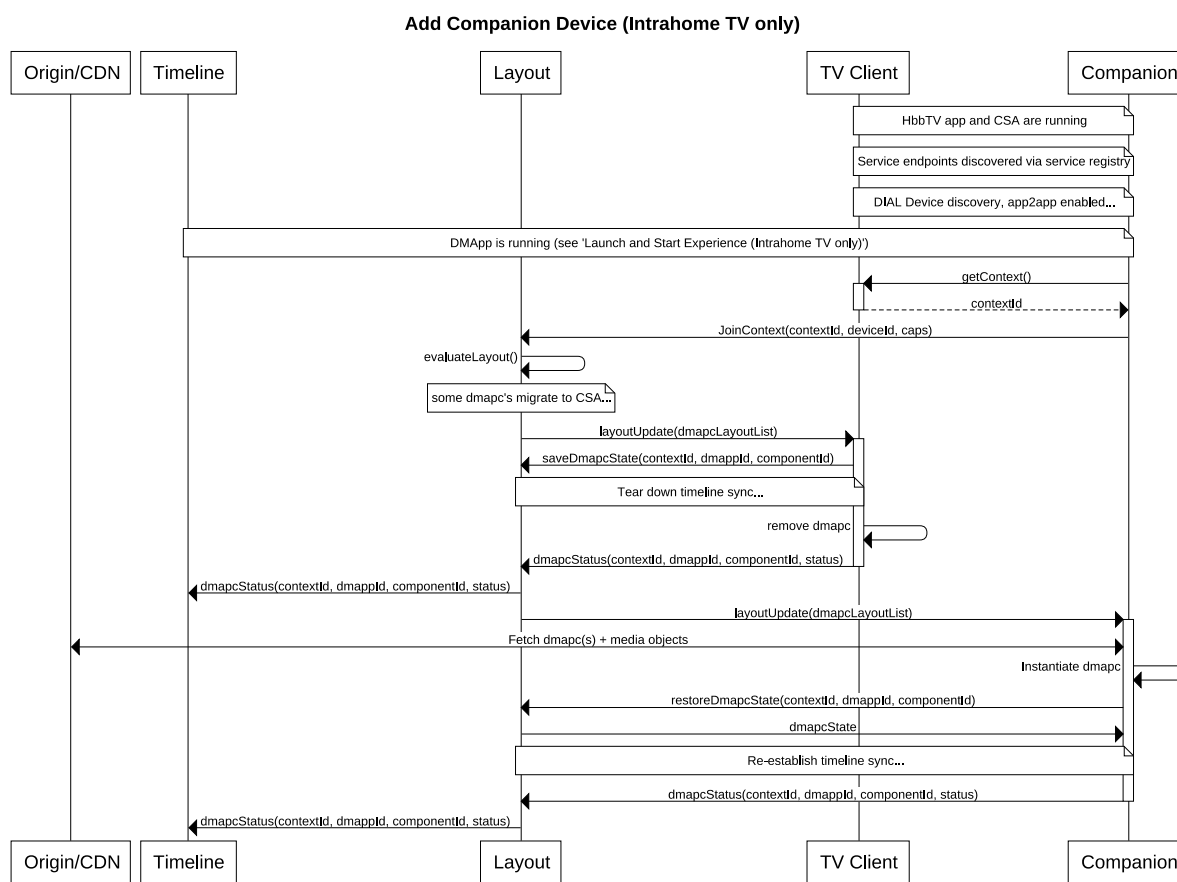 Add Companion Device (Intrahome TV only)
Origin/CDN
Timeline
Layout
TV Client
Companion
HbbTV app and CSA are running
Service endpoints discovered via service registry
DIAL Device discovery, app2app enabled...
DMApp is running (see 'Launch and Start Experience (Intrahome TV only)')
getContext()
contextId
JoinContext(contextId, deviceId, caps)
evaluateLayout()
some dmapc's migrate to CSA...
layoutUpdate(dmapcLayoutList)
saveDmapcState(contextId, dmappId, componentId)
Tear down timeline sync...
remove dmapc
dmapcStatus(contextId, dmappId, componentId, status)
dmapcStatus(contextId, dmappId, componentId, status)
layoutUpdate(dmapcLayoutList)
Fetch dmapc(s) + media objects
Instantiate dmapc
restoreDmapcState(contextId, dmappId, componentId)
dmapcState
Re-establish timeline sync...
dmapcStatus(contextId, dmappId, componentId, status)
dmapcStatus(contextId, dmappId, componentId, status)
Origin/CDN
Timeline
Layout
TV Client
Companion